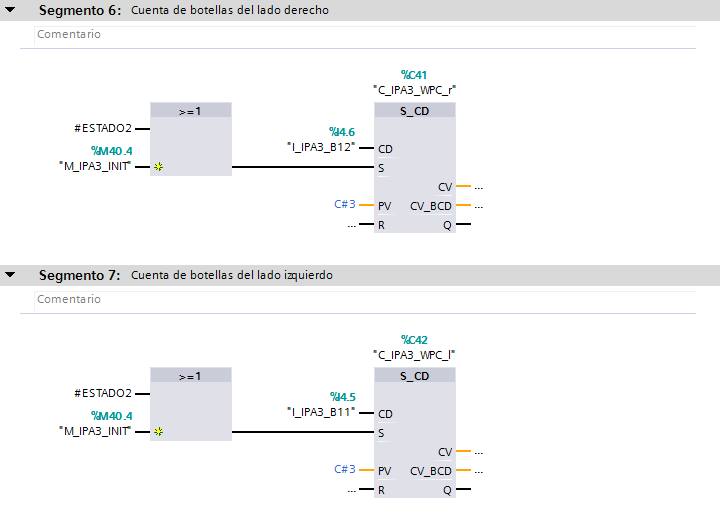 Segmento 6: Cuenta de botellas del lado derecho
Comentario
%C41
"C_IPA3_WPC_r"
>=1
S_CD
#ESTADO2
%I4.6
"I_IPA3_B12"
CD
%M40.4
"M_IPA3_INIT"
S
CV
...
C#3
PV
CV_BCD
...
...
R
Q
Segmento 7: Cuenta de botellas del lado izquierdo
Comentario
%C42
"C_IPA3_WPC_l"
>=1
S_CD
#ESTADO2
%I4.5
"I_IPA3_B11"
CD
%M40.4
"M_IPA3_INIT"
S
CV
...
C#3
PV
CV_BCD
...
...
R
Q